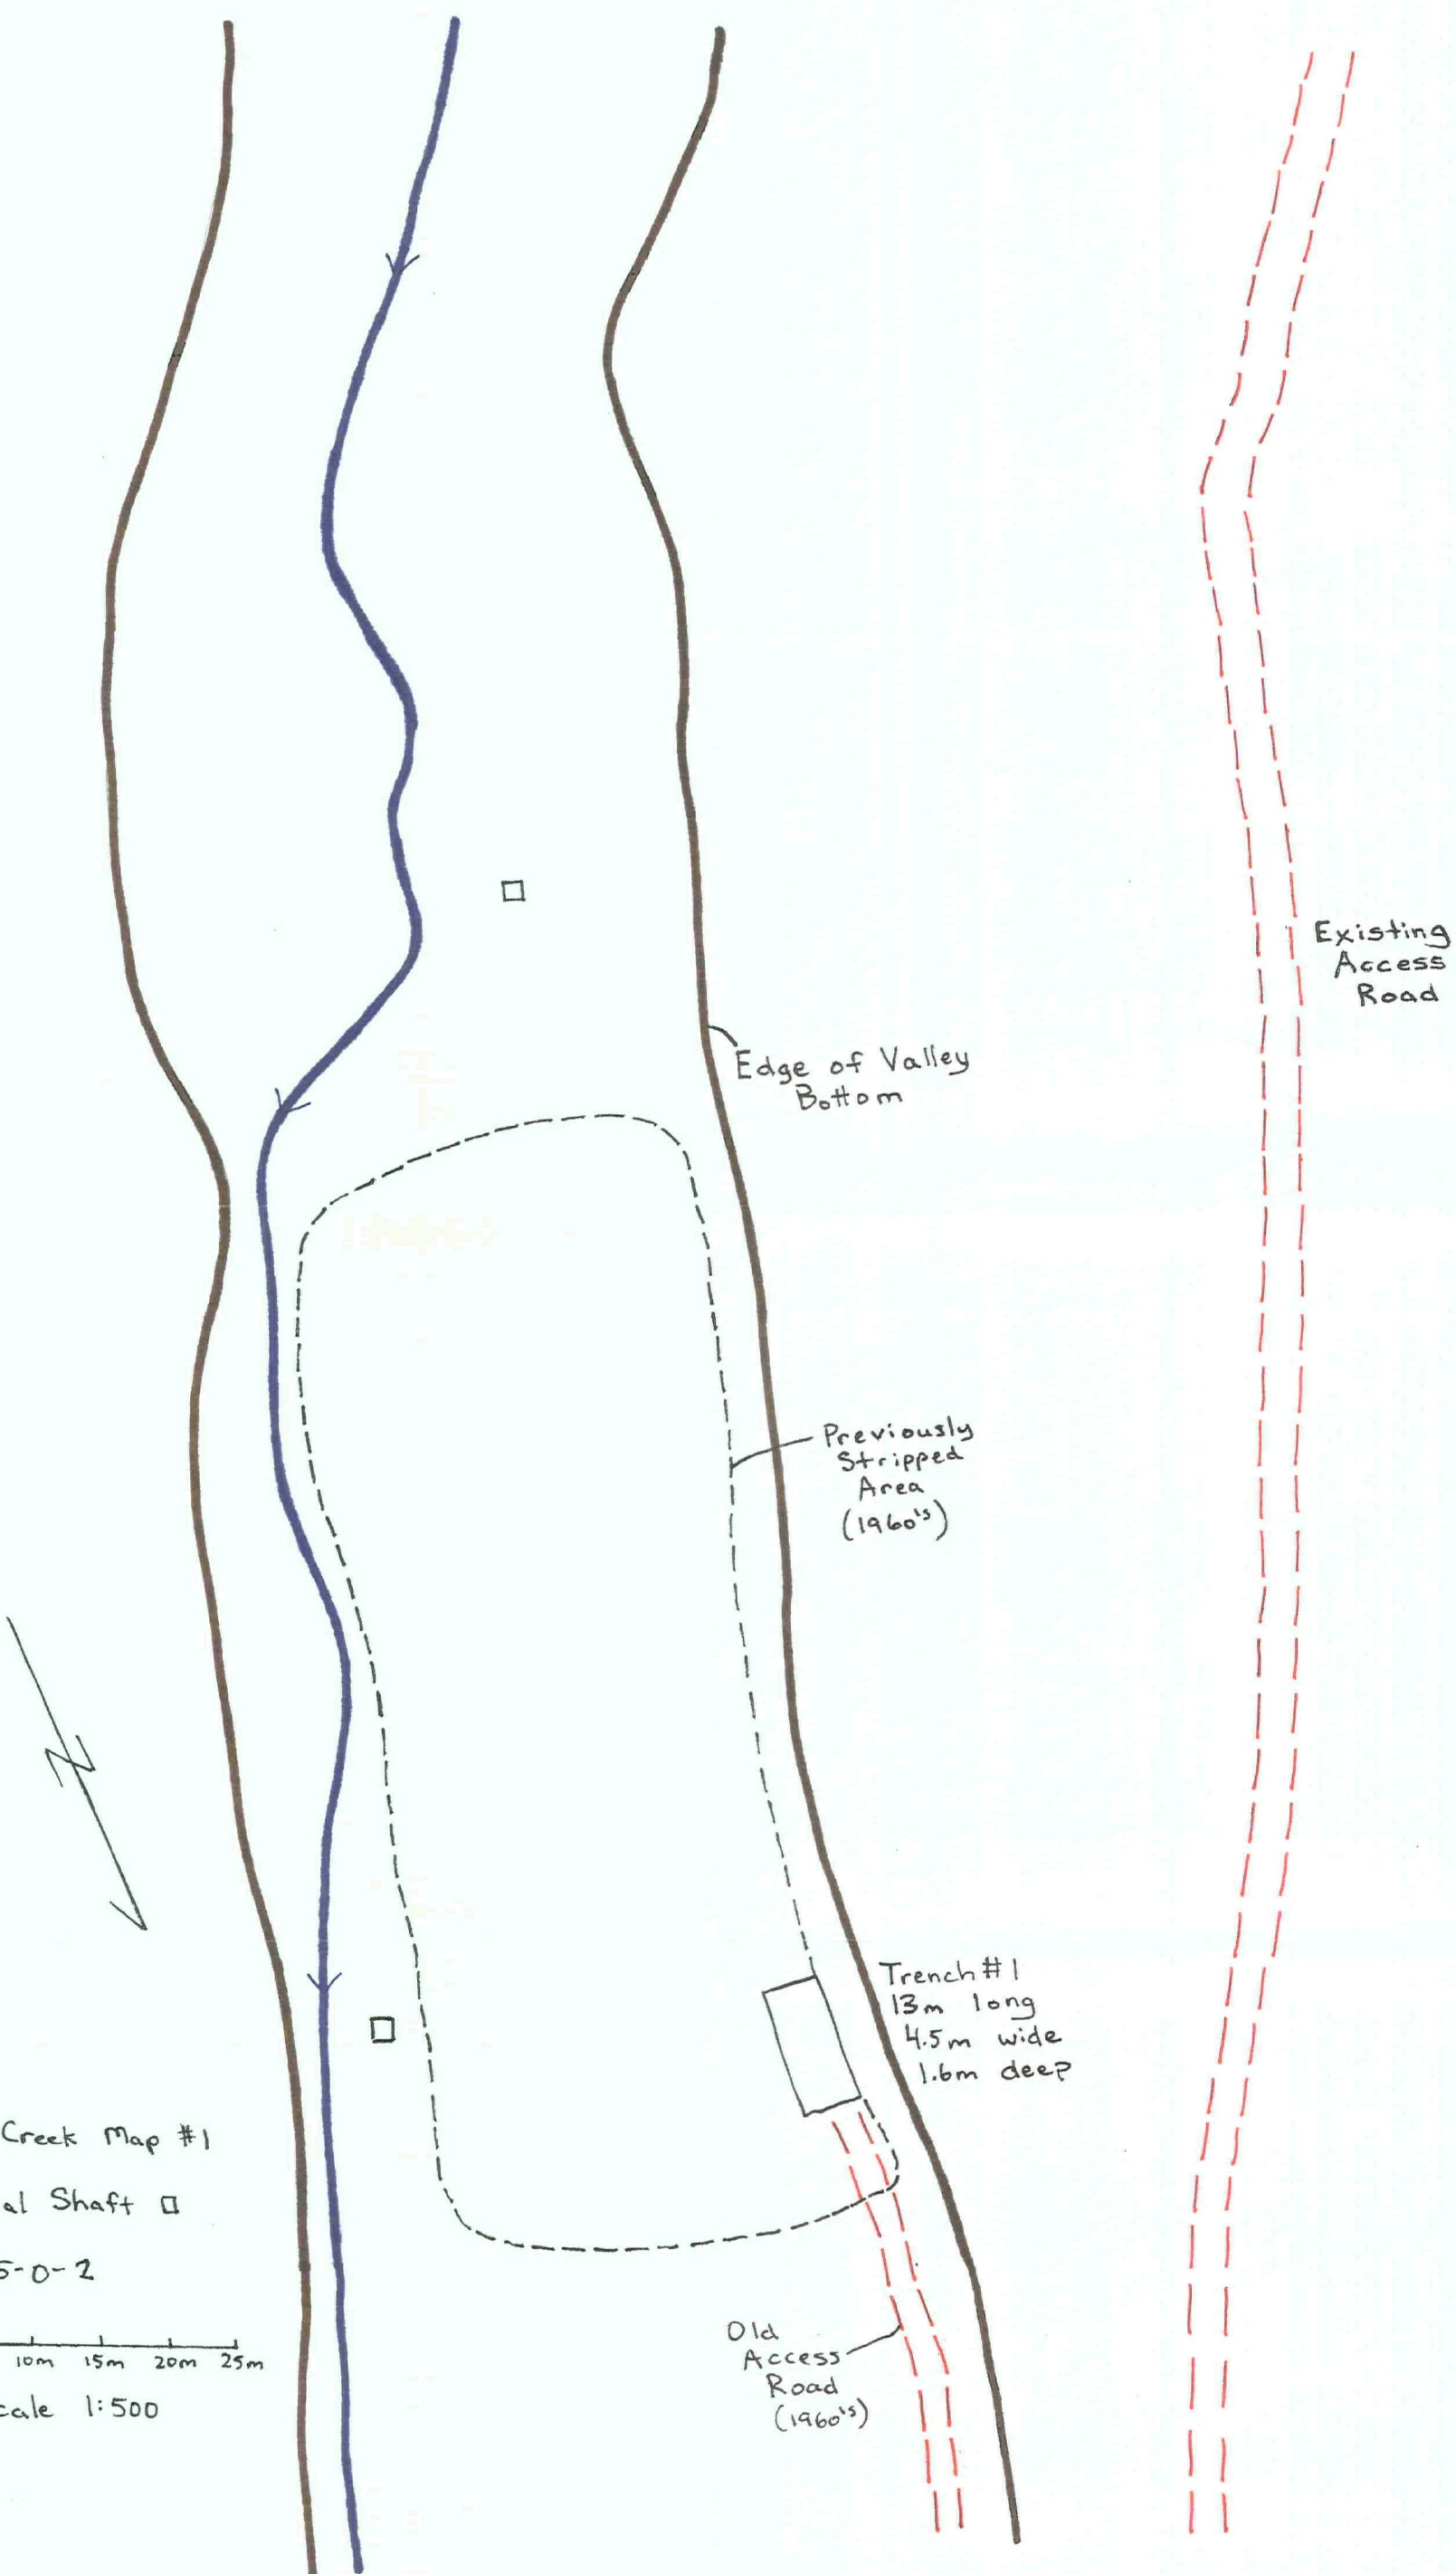 Existing
Access
Road
Edge of Valley
Bottom
Previously
Stripped
Area
(1960's)
Trench #1
13m long
4.5m wide
1.6m deep
Creek Map #1
al Shaft
5-0-2
10m 15m 20m 25m
cale 1:500
Old
Access
Road
(1960's)